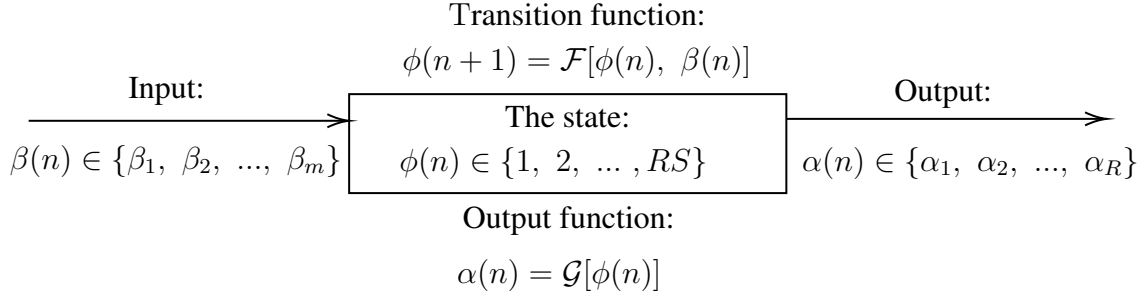 Transition function:
ϕ(n + 1) = ℱ[ϕ(n), β(n)]
Input:
β(n) ∈ {β₁, β₂, ..., βₘ}
The state:
ϕ(n) ∈ {1, 2, ... , RS}
Output:
α(n) ∈ {α₁, α₂, ..., α_R}
Output function:
α(n) = 𝒢[ϕ(n)]